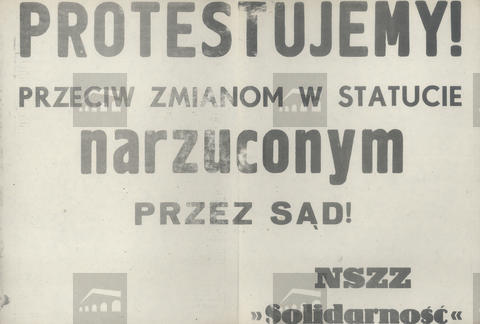 PROTESTUJEMY!
PRZECIW ZMIANOM W STATUCIE
narzuconym
PRZEZ SĄD!
NSZZ
»Solidarność«